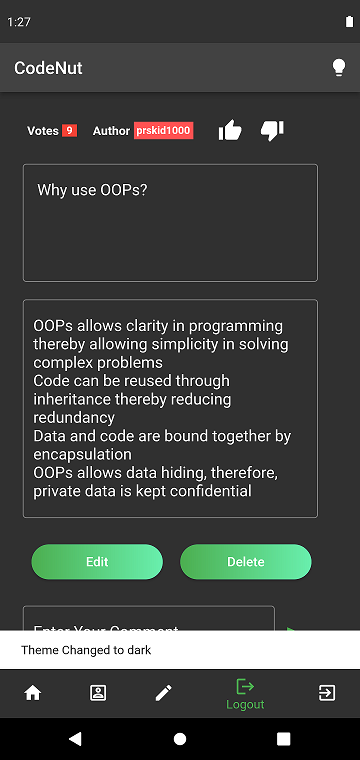 1:27
CodeNut
Votes 9 Author prskid1000
Why use OOPs?
OOPs allows clarity in programming
thereby allowing simplicity in solving
complex problems
Code can be reused through
inheritance thereby reducing
redundancy
Data and code are bound together by
encapsulation
OOPs allows data hiding, therefore,
private data is kept confidential
Edit Delete
Enter Your Comment
Theme Changed to dark
Logout